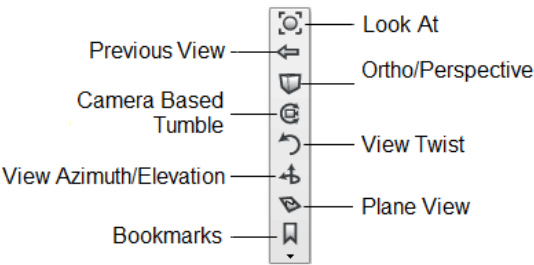 Look At
Previous View
Ortho/Perspective
Camera Based
Tumble
View Twist
View Azimuth/Elevation
Plane View
Bookmarks